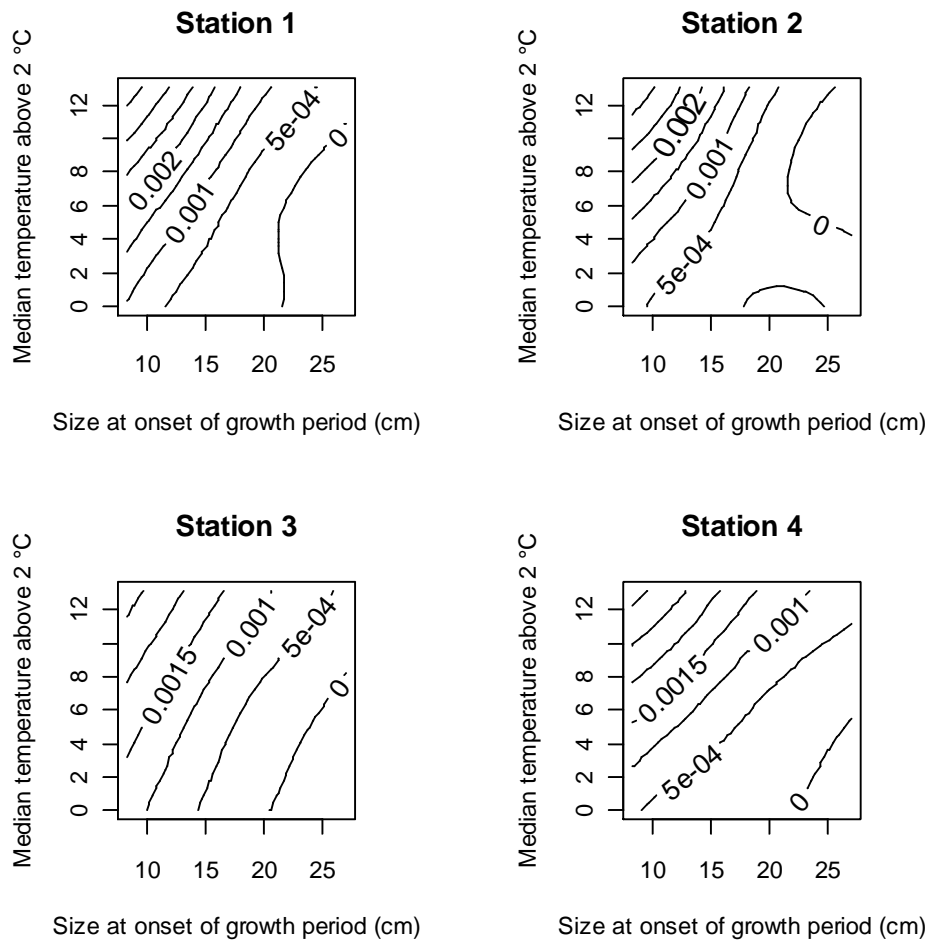 Station 1
Station 2
Median temperature above 2 °C
12
8
6
4
2
0
0.002
0.001
5e-04
0
10 15 20 25
Size at onset of growth period (cm)
Median temperature above 2 °C
12
8
6
4
2
0
0.002
0.001
5e-04
0
10 15 20 25
Size at onset of growth period (cm)
Station 3
Station 4
Median temperature above 2 °C
12
8
6
4
2
0
0.0015
0.001
5e-04
0
10 15 20 25
Size at onset of growth period (cm)
Median temperature above 2 °C
12
8
6
4
2
0
0.0015
0.001
5e-04
0
10 15 20 25
Size at onset of growth period (cm)